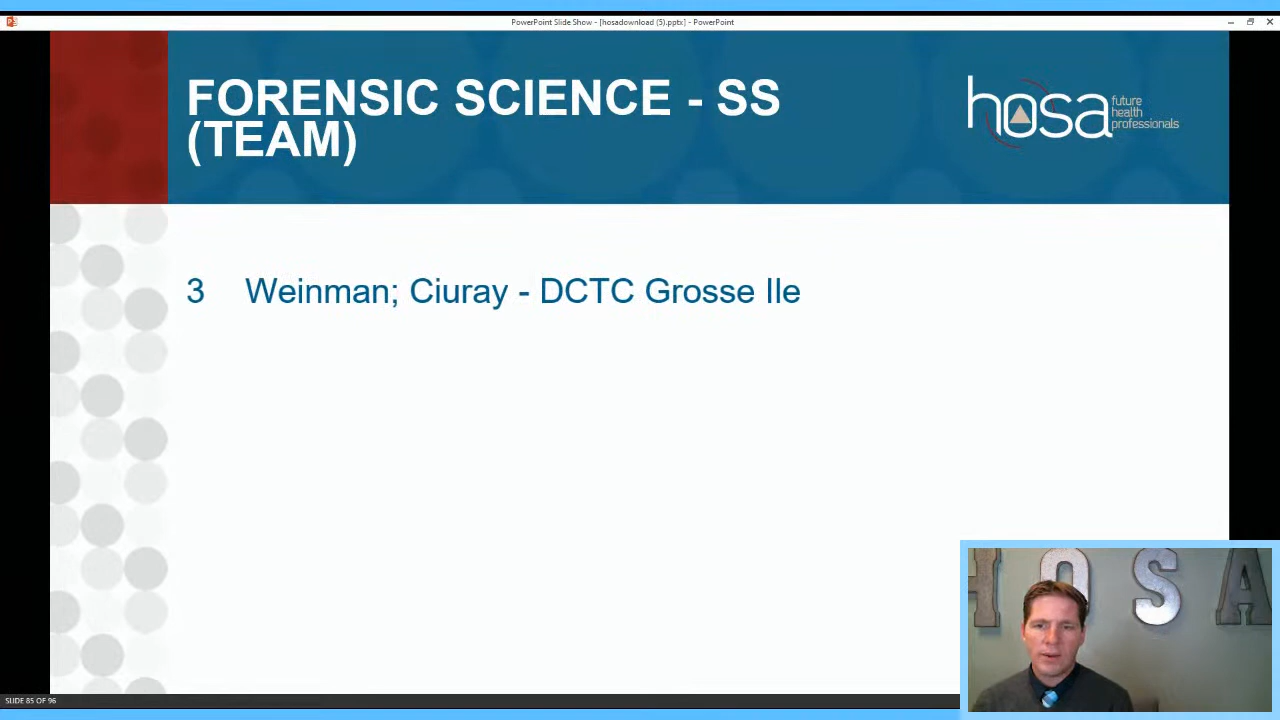 PowerPoint Slide Show - [hosadownload (5).pptx] - PowerPoint
FORENSIC SCIENCE - SS
(TEAM)
hosa
future
health
professionals
3 Weinman; Ciuray - DCTC Grosse Ile
HOSA
SLIDE 85 OF 96